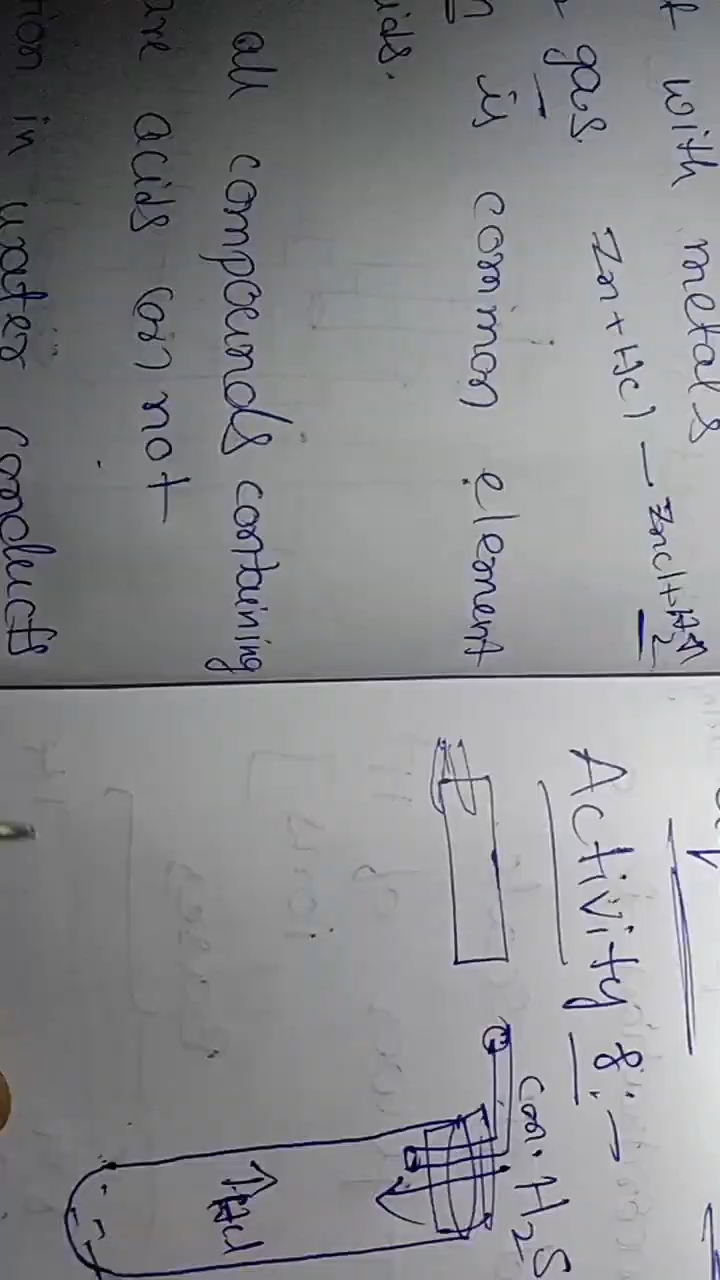 with metals
gas. Zn + HCl — ZnCl + H2↑
is common element
ids.
all compounds containing
are acids (or) not
tion in water conducts
Activity 8:-
con. H2S
HCl